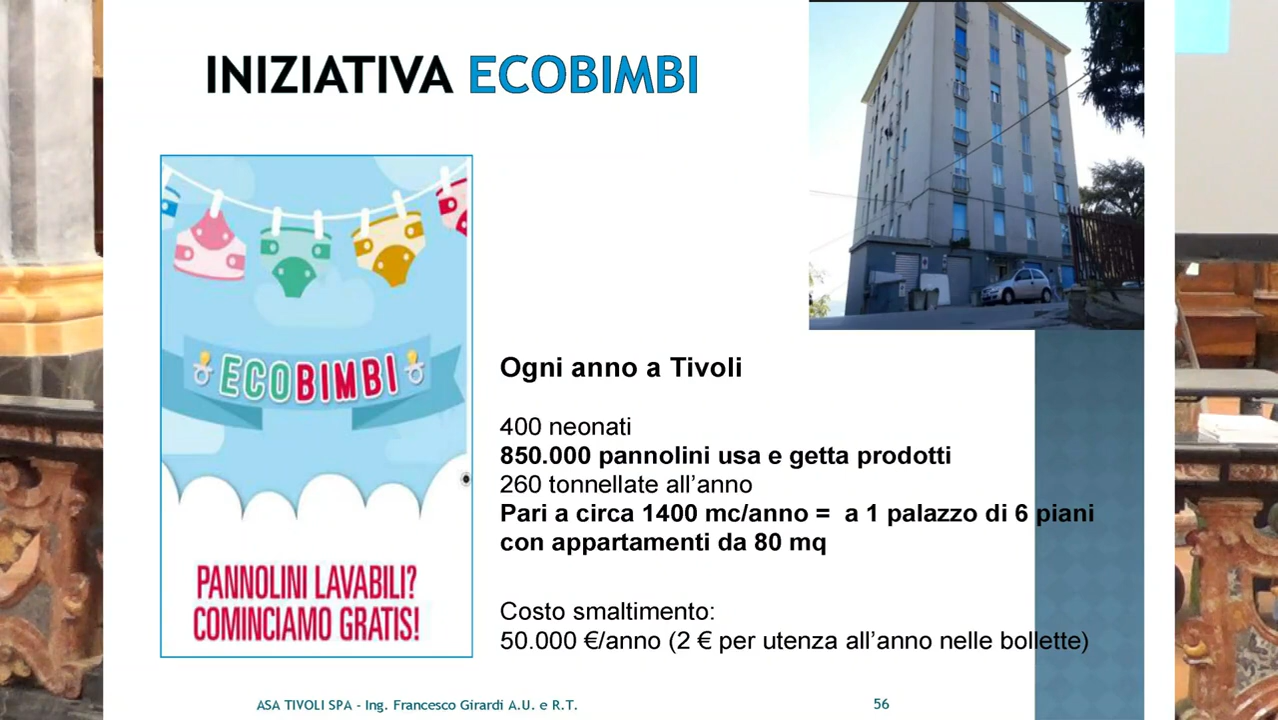 INIZIATIVA ECOBIMBI
ECOBIMBI
PANNOLINI LAVABILI?
COMINCIAMO GRATIS!
Ogni anno a Tivoli
400 neonati
850.000 pannolini usa e getta prodotti
260 tonnellate all’anno
Pari a circa 1400 mc/anno = a 1 palazzo di 6 piani
con appartamenti da 80 mq
Costo smaltimento:
50.000 €/anno (2 € per utenza all’anno nelle bollette)
ASA TIVOLI SPA - Ing. Francesco Girardi A.U. e R.T.
56